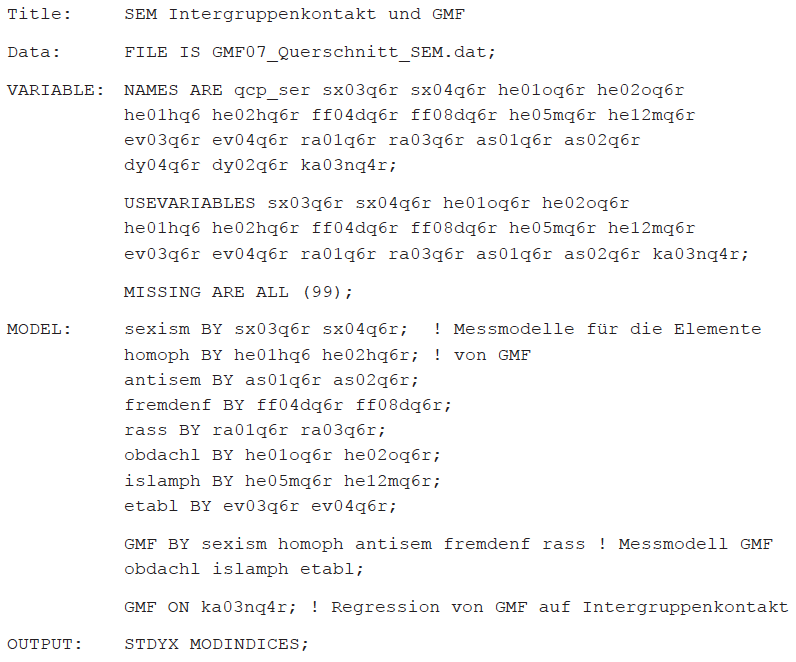 Title: SEM Intergruppenkontakt und GMF
Data: FILE IS GMF07_Querschnitt_SEM.dat;
VARIABLE: NAMES ARE qcp_ser sx03q6r sx04q6r he01oq6r he02oq6r
he01hq6 he02hq6r ff04dq6r ff08dq6r he05mq6r he12mq6r
ev03q6r ev04q6r ra01q6r ra03q6r as01q6r as02q6r
dy04q6r dy02q6r ka03nq4r;
USEVARIABLES sx03q6r sx04q6r he01oq6r he02oq6r
he01hq6 he02hq6r ff04dq6r ff08dq6r he05mq6r he12mq6r
ev03q6r ev04q6r ra01q6r ra03q6r as01q6r as02q6r ka03nq4r;
MISSING ARE ALL (99);
MODEL: sexism BY sx03q6r sx04q6r; ! Messmodelle für die Elemente
homoph BY he01hq6 he02hq6r; ! von GMF
antisem BY as01q6r as02q6r;
fremdenf BY ff04dq6r ff08dq6r;
rass BY ra01q6r ra03q6r;
obdachl BY he01oq6r he02oq6r;
islamph BY he05mq6r he12mq6r;
etabl BY ev03q6r ev04q6r;
GMF BY sexism homoph antisem fremdenf rass ! Messmodell GMF
obdachl islamph etabl;
GMF ON ka03nq4r; ! Regression von GMF auf Intergruppenkontakt
OUTPUT: STDYX MODINDICES;